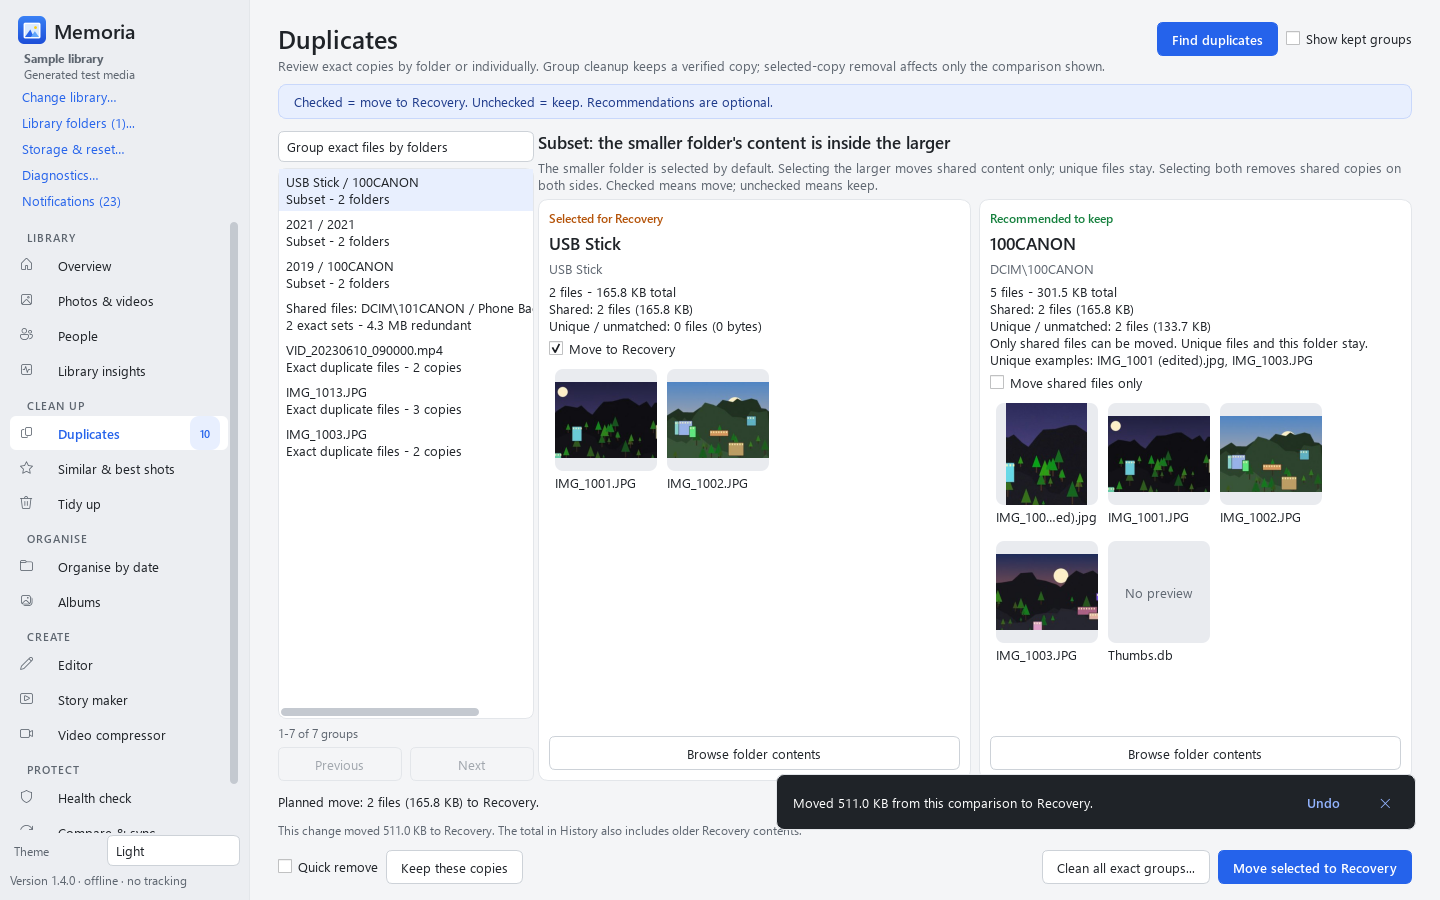 Memoria
Sample library
Generated test media
Change library...
Library folders (1)...
Storage & reset...
Diagnostics...
Notifications (23)
LIBRARY
Overview
Photos & videos
People
Library insights
CLEAN UP
Duplicates 10
Similar & best shots
Tidy up
ORGANISE
Organise by date
Albums
CREATE
Editor
Story maker
Video compressor
PROTECT
Health check
Compare & sync
Theme Light
Version 1.4.0 · offline · no tracking
Duplicates
Find duplicates
Show kept groups
Review exact copies by folder or individually. Group cleanup keeps a verified copy; selected-copy removal affects only the comparison shown.
Checked = move to Recovery. Unchecked = keep. Recommendations are optional.
Group exact files by folders
USB Stick / 100CANON
Subset - 2 folders
2021 / 2021
Subset - 2 folders
2019 / 100CANON
Subset - 2 folders
Shared files: DCIM\101CANON / Phone Ba
2 exact sets - 4.3 MB redundant
VID_20230610_090000.mp4
Exact duplicate files - 2 copies
IMG_1013.JPG
Exact duplicate files - 3 copies
IMG_1003.JPG
Exact duplicate files - 2 copies
1-7 of 7 groups
Previous
Next
Subset: the smaller folder's content is inside the larger
The smaller folder is selected by default. Selecting the larger moves shared content only; unique files stay. Selecting both removes shared copies on
both sides. Checked means move; unchecked means keep.
Selected for Recovery
USB Stick
USB Stick
2 files - 165.8 KB total
Shared: 2 files (165.8 KB)
Unique / unmatched: 0 files (0 bytes)
Move to Recovery
IMG_1001.JPG
IMG_1002.JPG
Browse folder contents
Recommended to keep
100CANON
DCIM\100CANON
5 files - 301.5 KB total
Shared: 2 files (165.8 KB)
Unique / unmatched: 2 files (133.7 KB)
Only shared files can be moved. Unique files and this folder stay.
Unique examples: IMG_1001 (edited).jpg, IMG_1003.JPG
Move shared files only
IMG_100...ed).jpg
IMG_1001.JPG
IMG_1002.JPG
IMG_1003.JPG
No preview
Thumbs.db
Browse folder contents
Planned move: 2 files (165.8 KB) to Recovery.
This change moved 511.0 KB to Recovery. The total in History also includes older Recovery contents.
Moved 511.0 KB from this comparison to Recovery.
Undo
Quick remove
Keep these copies
Clean all exact groups...
Move selected to Recovery